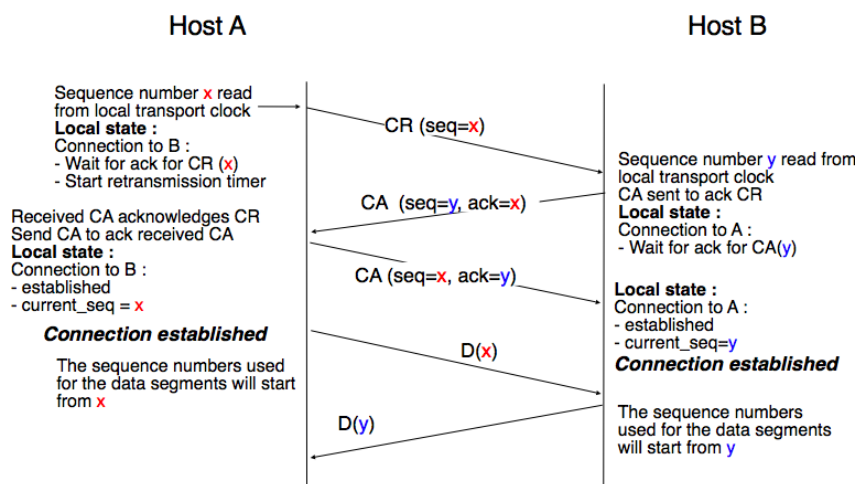 Host A
Host B
Sequence number x read
from local transport clock
Local state :
Connection to B :
- Wait for ack for CR (x)
- Start retransmission timer
CR (seq=x)
Sequence number y read from
local transport clock
CA sent to ack CR
Local state :
Connection to A :
- Wait for ack for CA(y)
CA (seq=y, ack=x)
Received CA acknowledges CR
Send CA to ack received CA
Local state :
Connection to B :
- established
- current_seq = x
CA (seq=x, ack=y)
Local state :
Connection to A :
- established
- current_seq=y
Connection established
Connection established
The sequence numbers used
for the data segments will start
from x
D(x)
D(y)
The sequence numbers
used for the data segments
will start from y